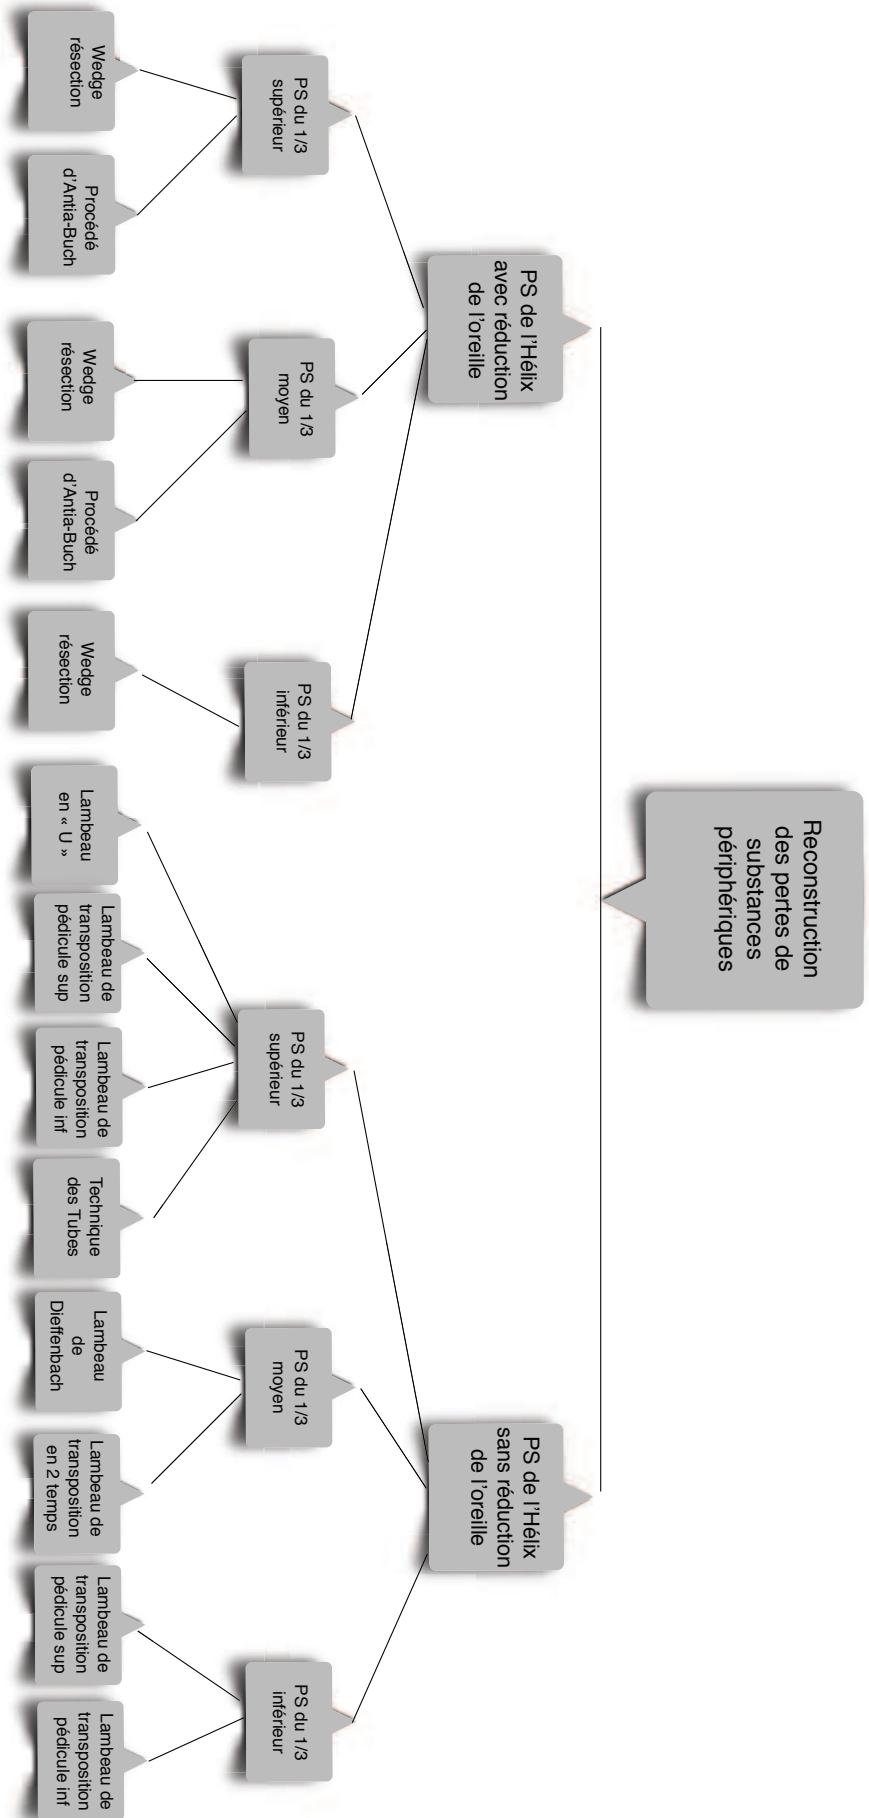 Reconstruction
des pertes de
substances
périphériques
PS de l'Hélix
avec réduction
de l'oreille
PS de l'Hélix
sans réduction
de l'oreille
PS du 1/3
supérieur
PS du 1/3
moyen
PS du 1/3
inférieur
PS du 1/3
supérieur
PS du 1/3
moyen
PS du 1/3
inférieur
Wedge
résection
Procédé
d'Antia-Buch
Wedge
résection
Procédé
d'Antia-Buch
Wedge
résection
Lambeau
en « U »
Lambeau de
transposition
pédicule sup
Lambeau de
transposition
pédicule inf
Technique
des Tubes
Lambeau
de
Dieffenbach
Lambeau de
transposition
en 2 temps
Lambeau de
transposition
pédicule sup
Lambeau de
transposition
pédicule inf